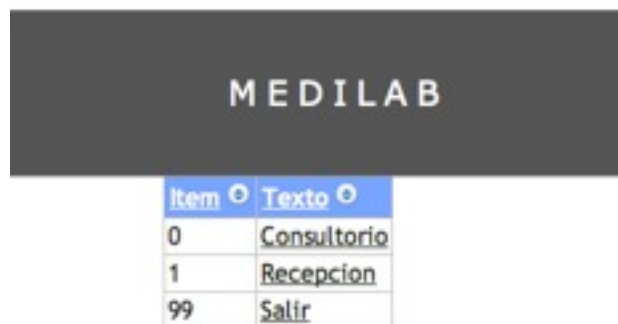 MEDILAB
Item Texto
0 Consultorio
1 Recepcion
99 Salir